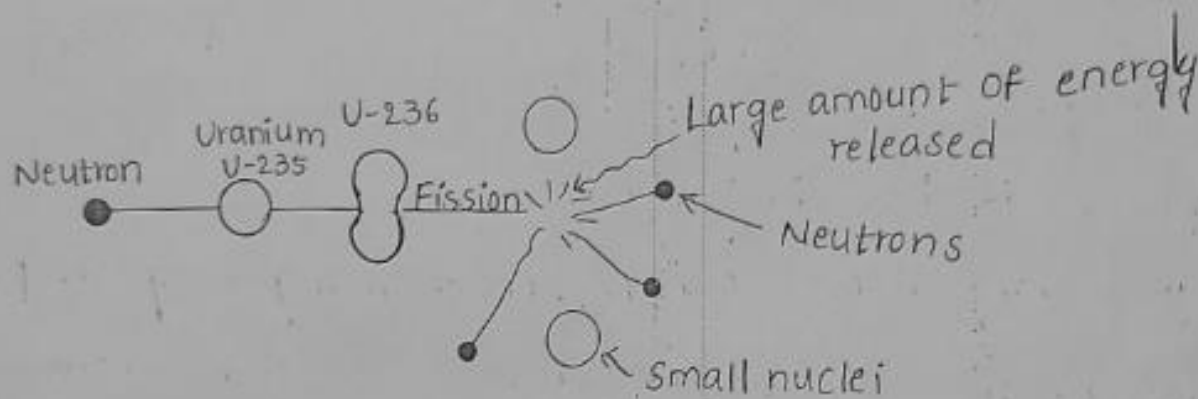 Neutron
Uranium
U-235
U-236
Fission
Large amount of energy
released
Neutrons
Small nuclei